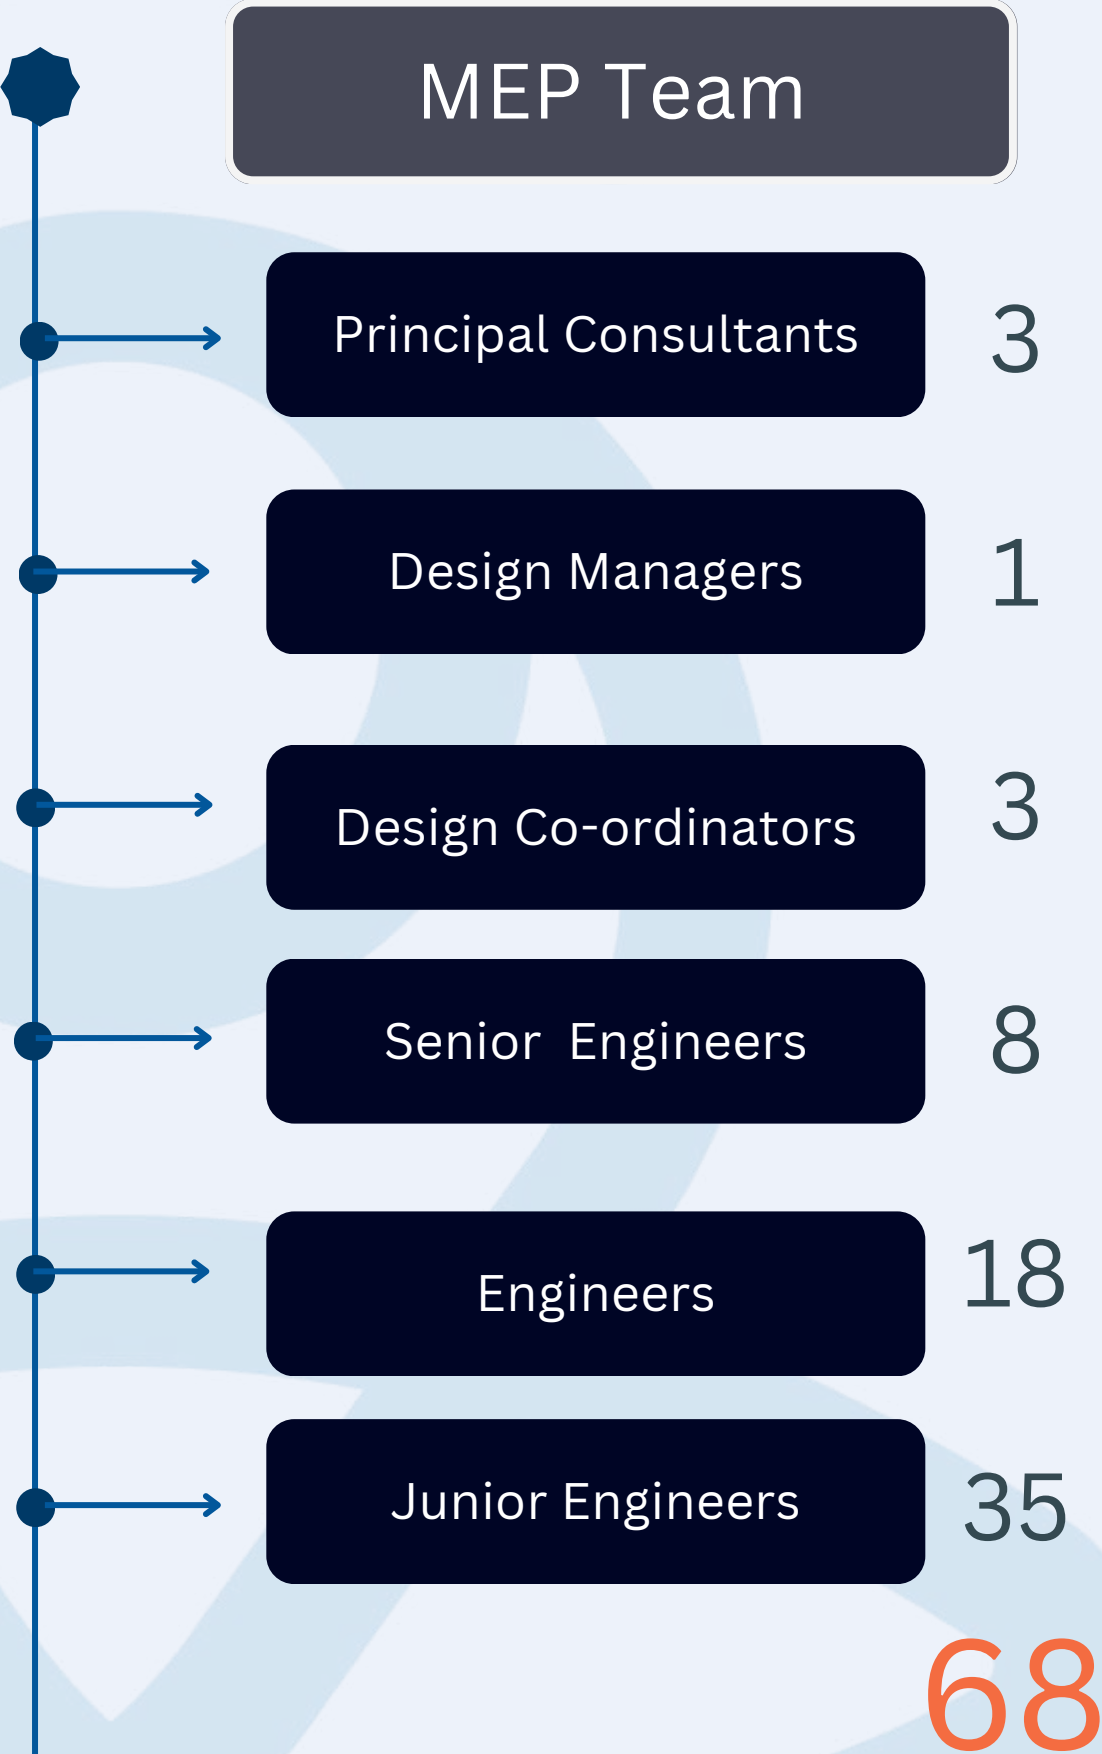 MEP Team
Principal Consultants 3
Design Managers 1
Design Co-ordinators 3
Senior  Engineers 8
Engineers 18
Junior Engineers 35
68